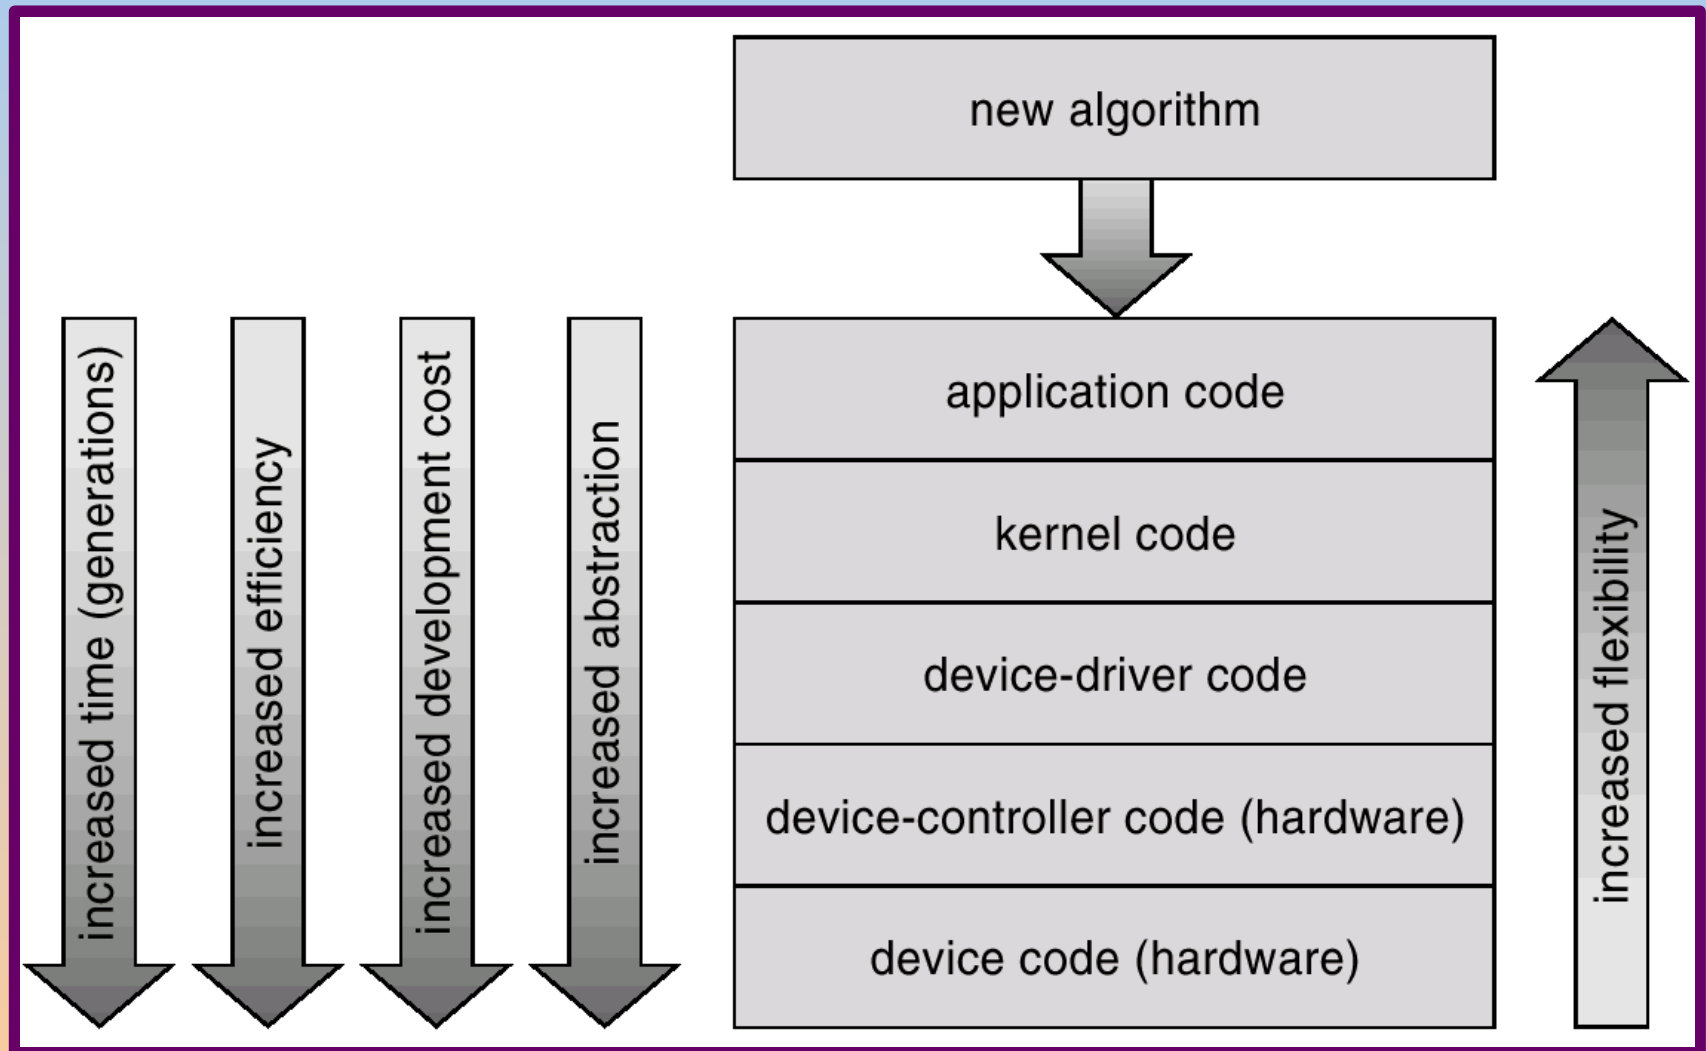 new algorithm
increased time (generations)
increased efficiency
increased development cost
increased abstraction
application code
kernel code
device-driver code
device-controller code (hardware)
device code (hardware)
increased flexibility